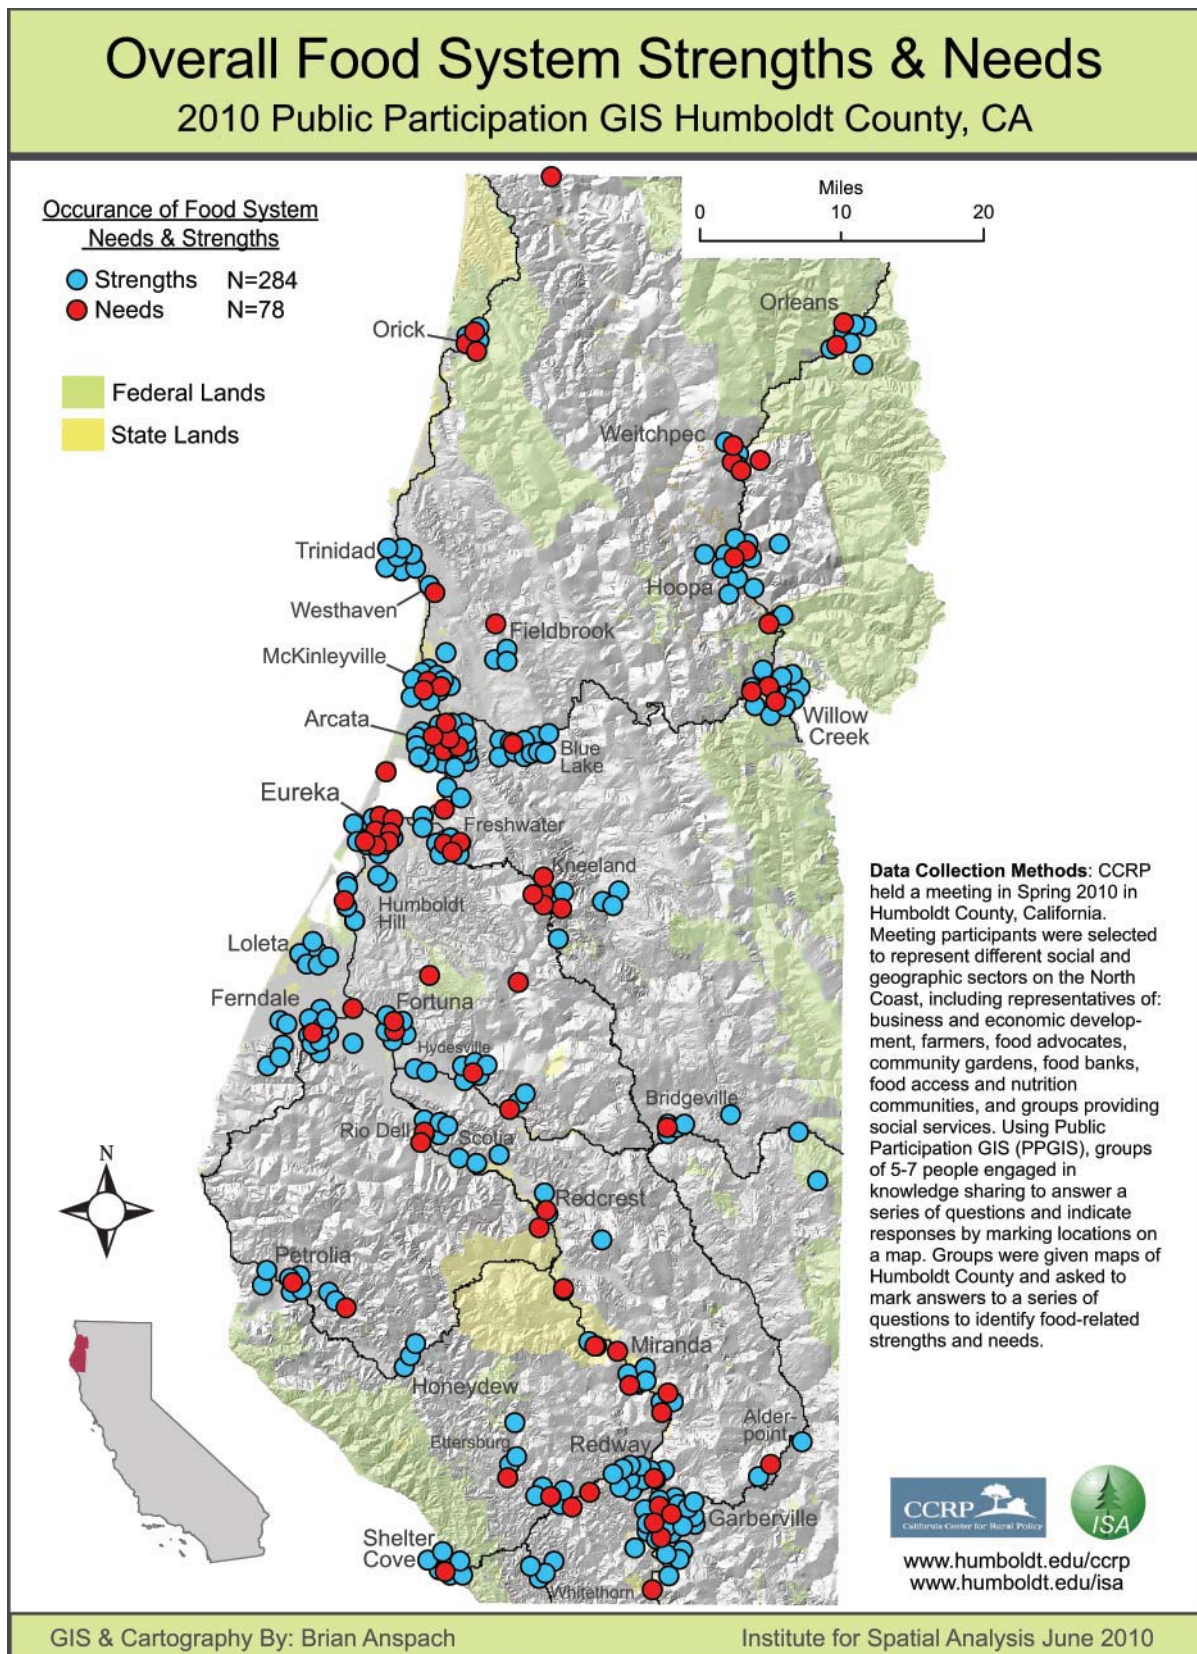 Overall Food System Strengths & Needs
2010 Public Participation GIS Humboldt County, CA
Occurance of Food System
Needs & Strengths
Strengths N=284
Needs N=78
Federal Lands
State Lands
Miles
0 10 20
Orleans
Orick
Weitchpec
Trinidad
Hoopa
Westhaven
Fieldbrook
McKinleyville
Willow
Creek
Arcata
Blue
Lake
Eureka
Freshwater
Kneeland
Humboldt
Hill
Loleta
Ferndale
Fortuna
Hydesville
Bridgeville
Rio Dell
Scotia
Redcrest
N
Petrolia
Miranda
Honeydew
Alder-
point
Ettersburg
Redway
Garberville
Shelter
Cove
Whitethorn
Data Collection Methods: CCRP
held a meeting in Spring 2010 in
Humboldt County, California.
Meeting participants were selected
to represent different social and
geographic sectors on the North
Coast, including representatives of:
business and economic develop-
ment, farmers, food advocates,
community gardens, food banks,
food access and nutrition
communities, and groups providing
social services. Using Public
Participation GIS (PPGIS), groups
of 5-7 people engaged in
knowledge sharing to answer a
series of questions and indicate
responses by marking locations on
a map. Groups were given maps of
Humboldt County and asked to
mark answers to a series of
questions to identify food-related
strengths and needs.
CCRP
California Center for Rural Policy
ISA
www.humboldt.edu/ccrp
www.humboldt.edu/isa
GIS & Cartography By: Brian Anspach
Institute for Spatial Analysis June 2010